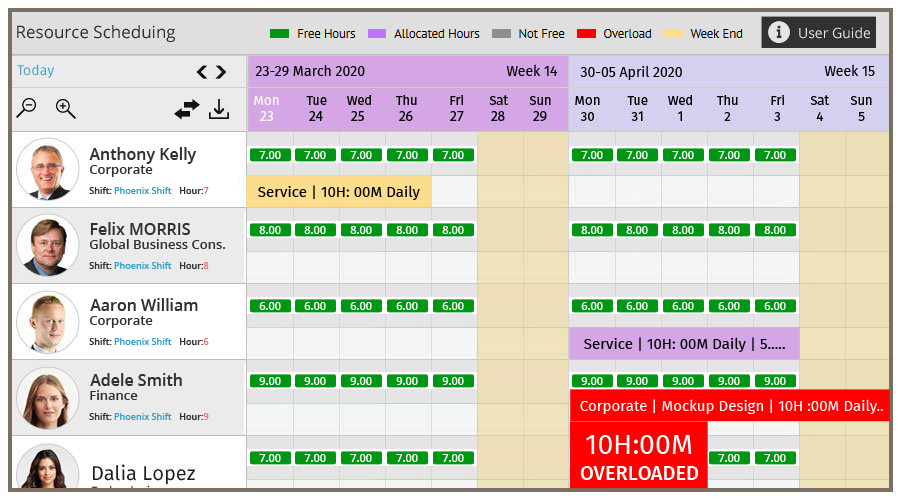 Resource Scheduing
Free Hours Allocated Hours Not Free Overload Week End
User Guide
Today
23-29 March 2020 Week 14 30-05 April 2020 Week 15
Mon Tue Wed Thu Fri Sat Sun Mon Tue Wed Thu Fri Sat Sun
23 24 25 26 27 28 29 30 31 1 2 3 4 5
Anthony Kelly
Corporate
Shift: Phoenix Shift Hour:7
7.00 7.00 7.00 7.00 7.00 7.00 7.00 7.00 7.00 7.00
Service | 10H: 00M Daily
Felix MORRIS
Global Business Cons.
Shift: Phoenix Shift Hour:8
8.00 8.00 8.00 8.00 8.00 8.00 8.00 8.00 8.00 8.00
Aaron William
Corporate
Shift: Phoenix Shift Hour:6
6.00 6.00 6.00 6.00 6.00 6.00 6.00 6.00 6.00 6.00
Service | 10H: 00M Daily | 5.....
Adele Smith
Finance
Shift: Phoenix Shift Hour:9
9.00 9.00 9.00 9.00 9.00 9.00 9.00 9.00 9.00 9.00
Corporate | Mockup Design | 10H :00M Daily..
Dalia Lopez
7.00 7.00 7.00 7.00 7.00 7.00 7.00
10H:00M
OVERLOADED